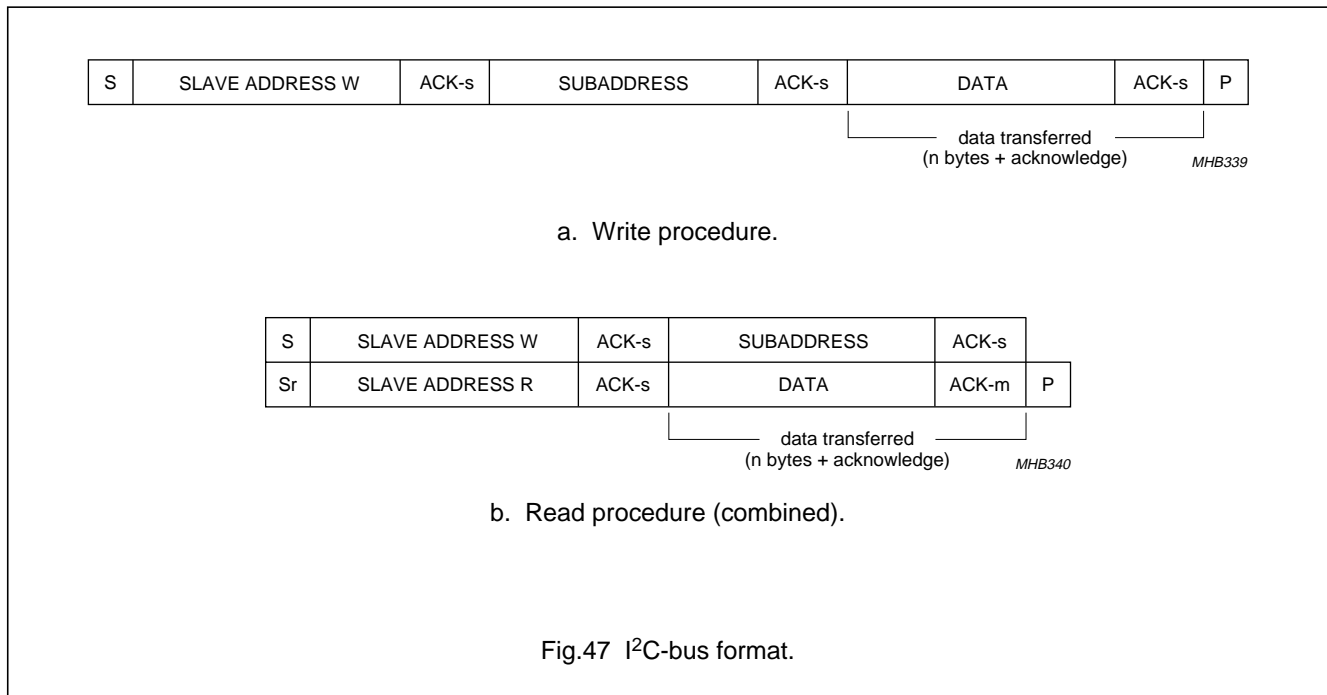 S SLAVE ADDRESS W ACK-s SUBADDRESS ACK-s DATA ACK-s P
data transferred
(n bytes + acknowledge)
MHB339
a. Write procedure.
S SLAVE ADDRESS W ACK-s SUBADDRESS ACK-s
Sr SLAVE ADDRESS R ACK-s DATA ACK-m P
data transferred
(n bytes + acknowledge)
MHB340
b. Read procedure (combined).
Fig.47 I²C-bus format.